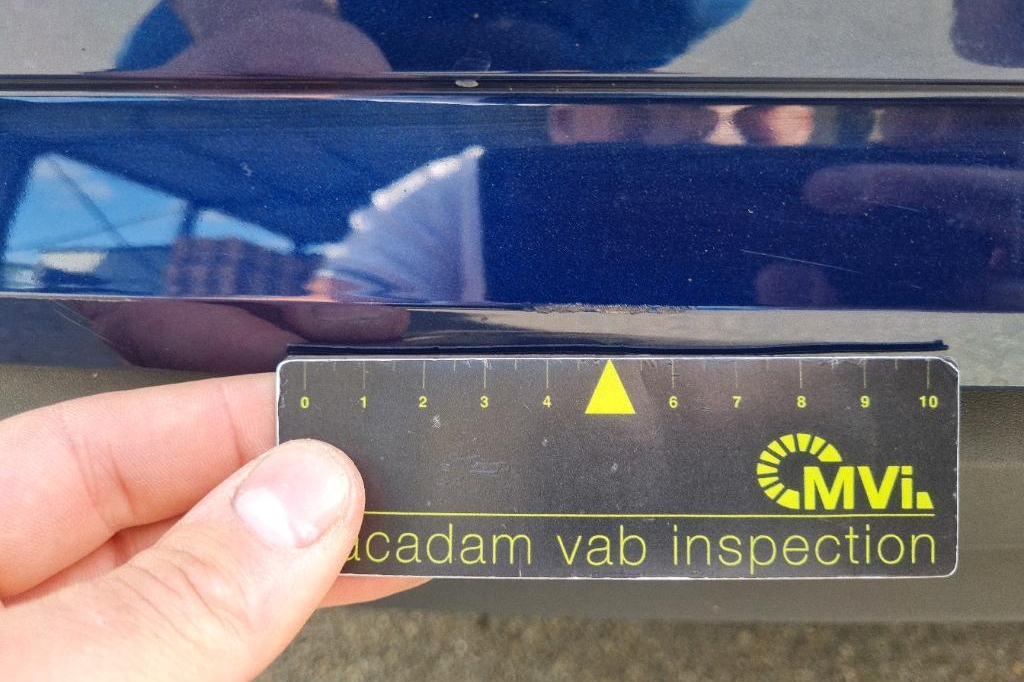 0 1 2 3 4 6 7 8 9 10
MVi
acadam vab inspection